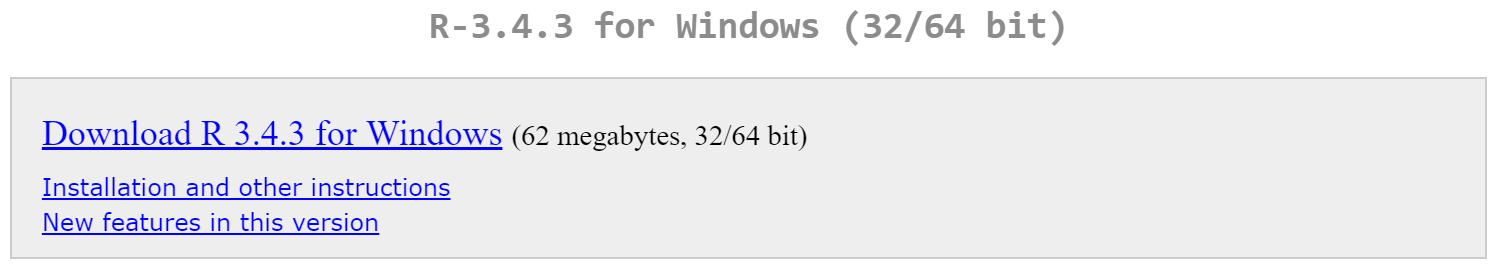 R-3.4.3 for Windows (32/64 bit)
Download R 3.4.3 for Windows (62 megabytes, 32/64 bit)
Installation and other instructions
New features in this version